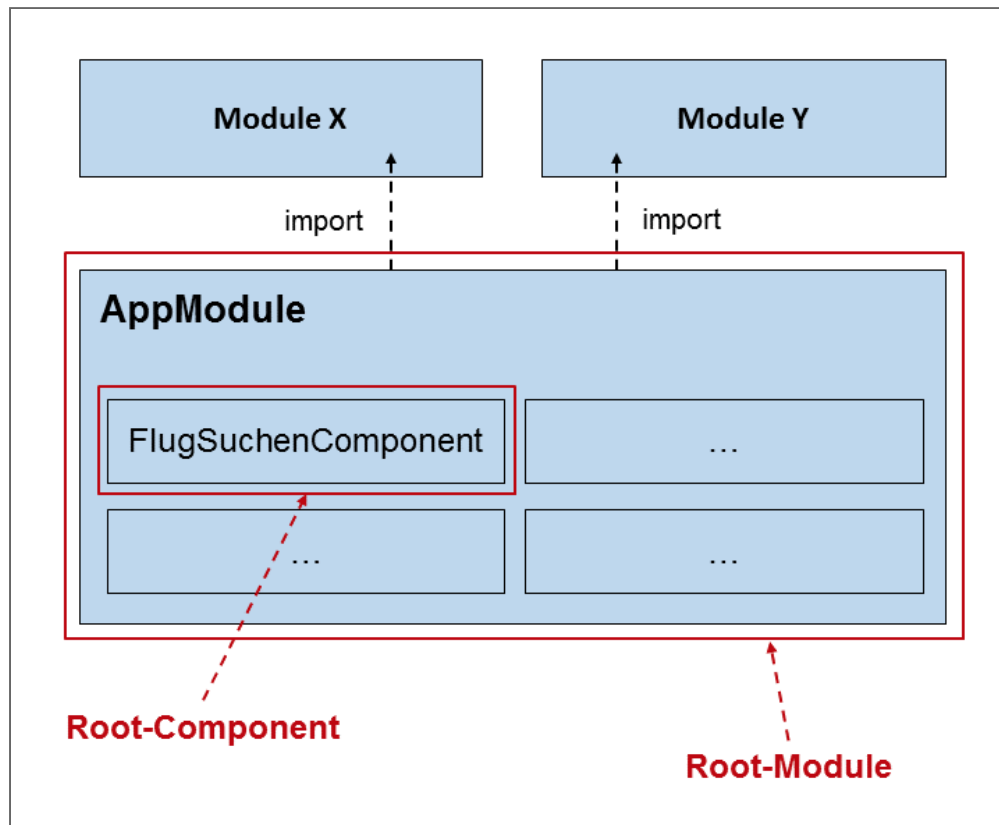 Module X
Module Y
import
import
AppModule
FlugSuchenComponent
...
...
...
Root-Component
Root-Module